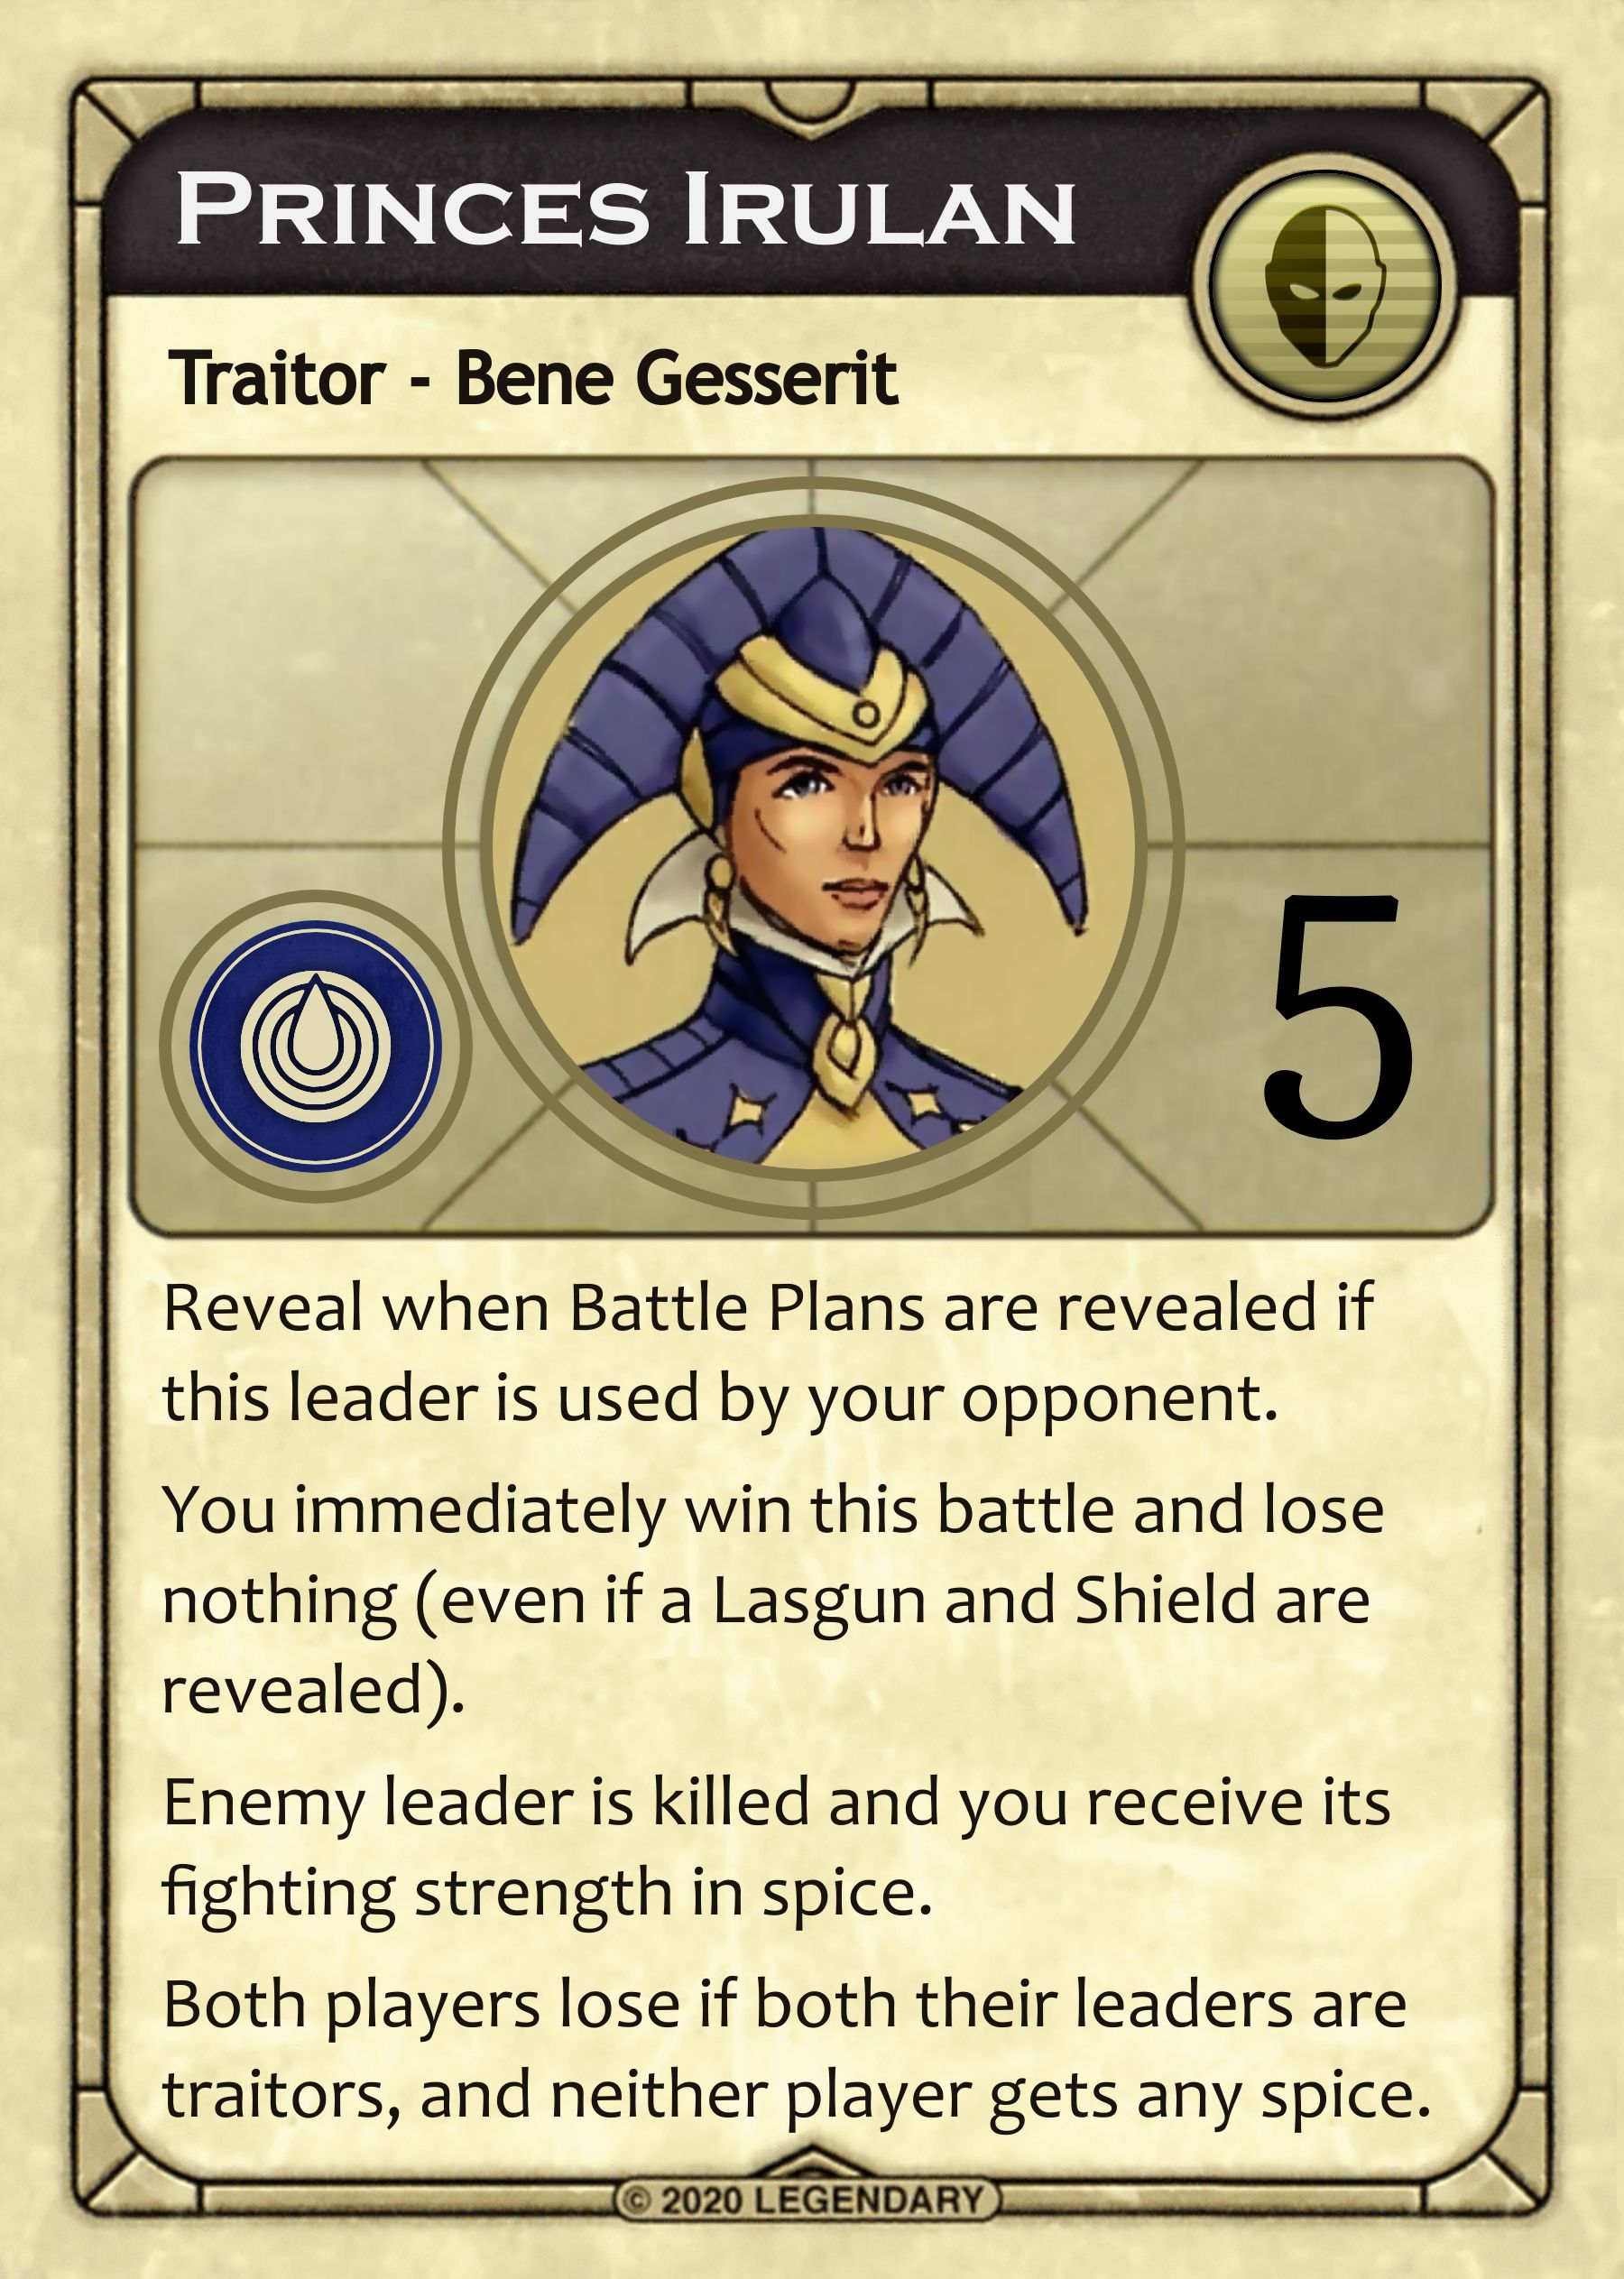 PRINCES IRULAN
Traitor - Bene Gesserit
5
Reveal when Battle Plans are revealed if
this leader is used by your opponent.
You immediately win this battle and lose
nothing (even if a Lasgun and Shield are
revealed).
Enemy leader is killed and you receive its
fighting strength in spice.
Both players lose if both their leaders are
traitors, and neither player gets any spice.
© 2020 LEGENDARY